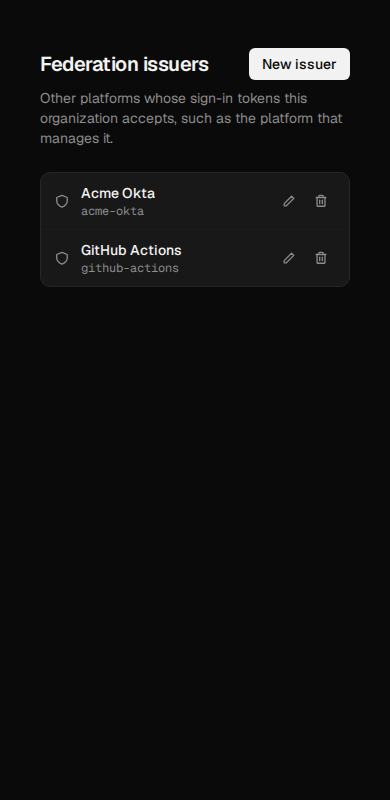 Federation issuers
New issuer
Other platforms whose sign-in tokens this
organization accepts, such as the platform that
manages it.
Acme Okta
acme-okta
GitHub Actions
github-actions